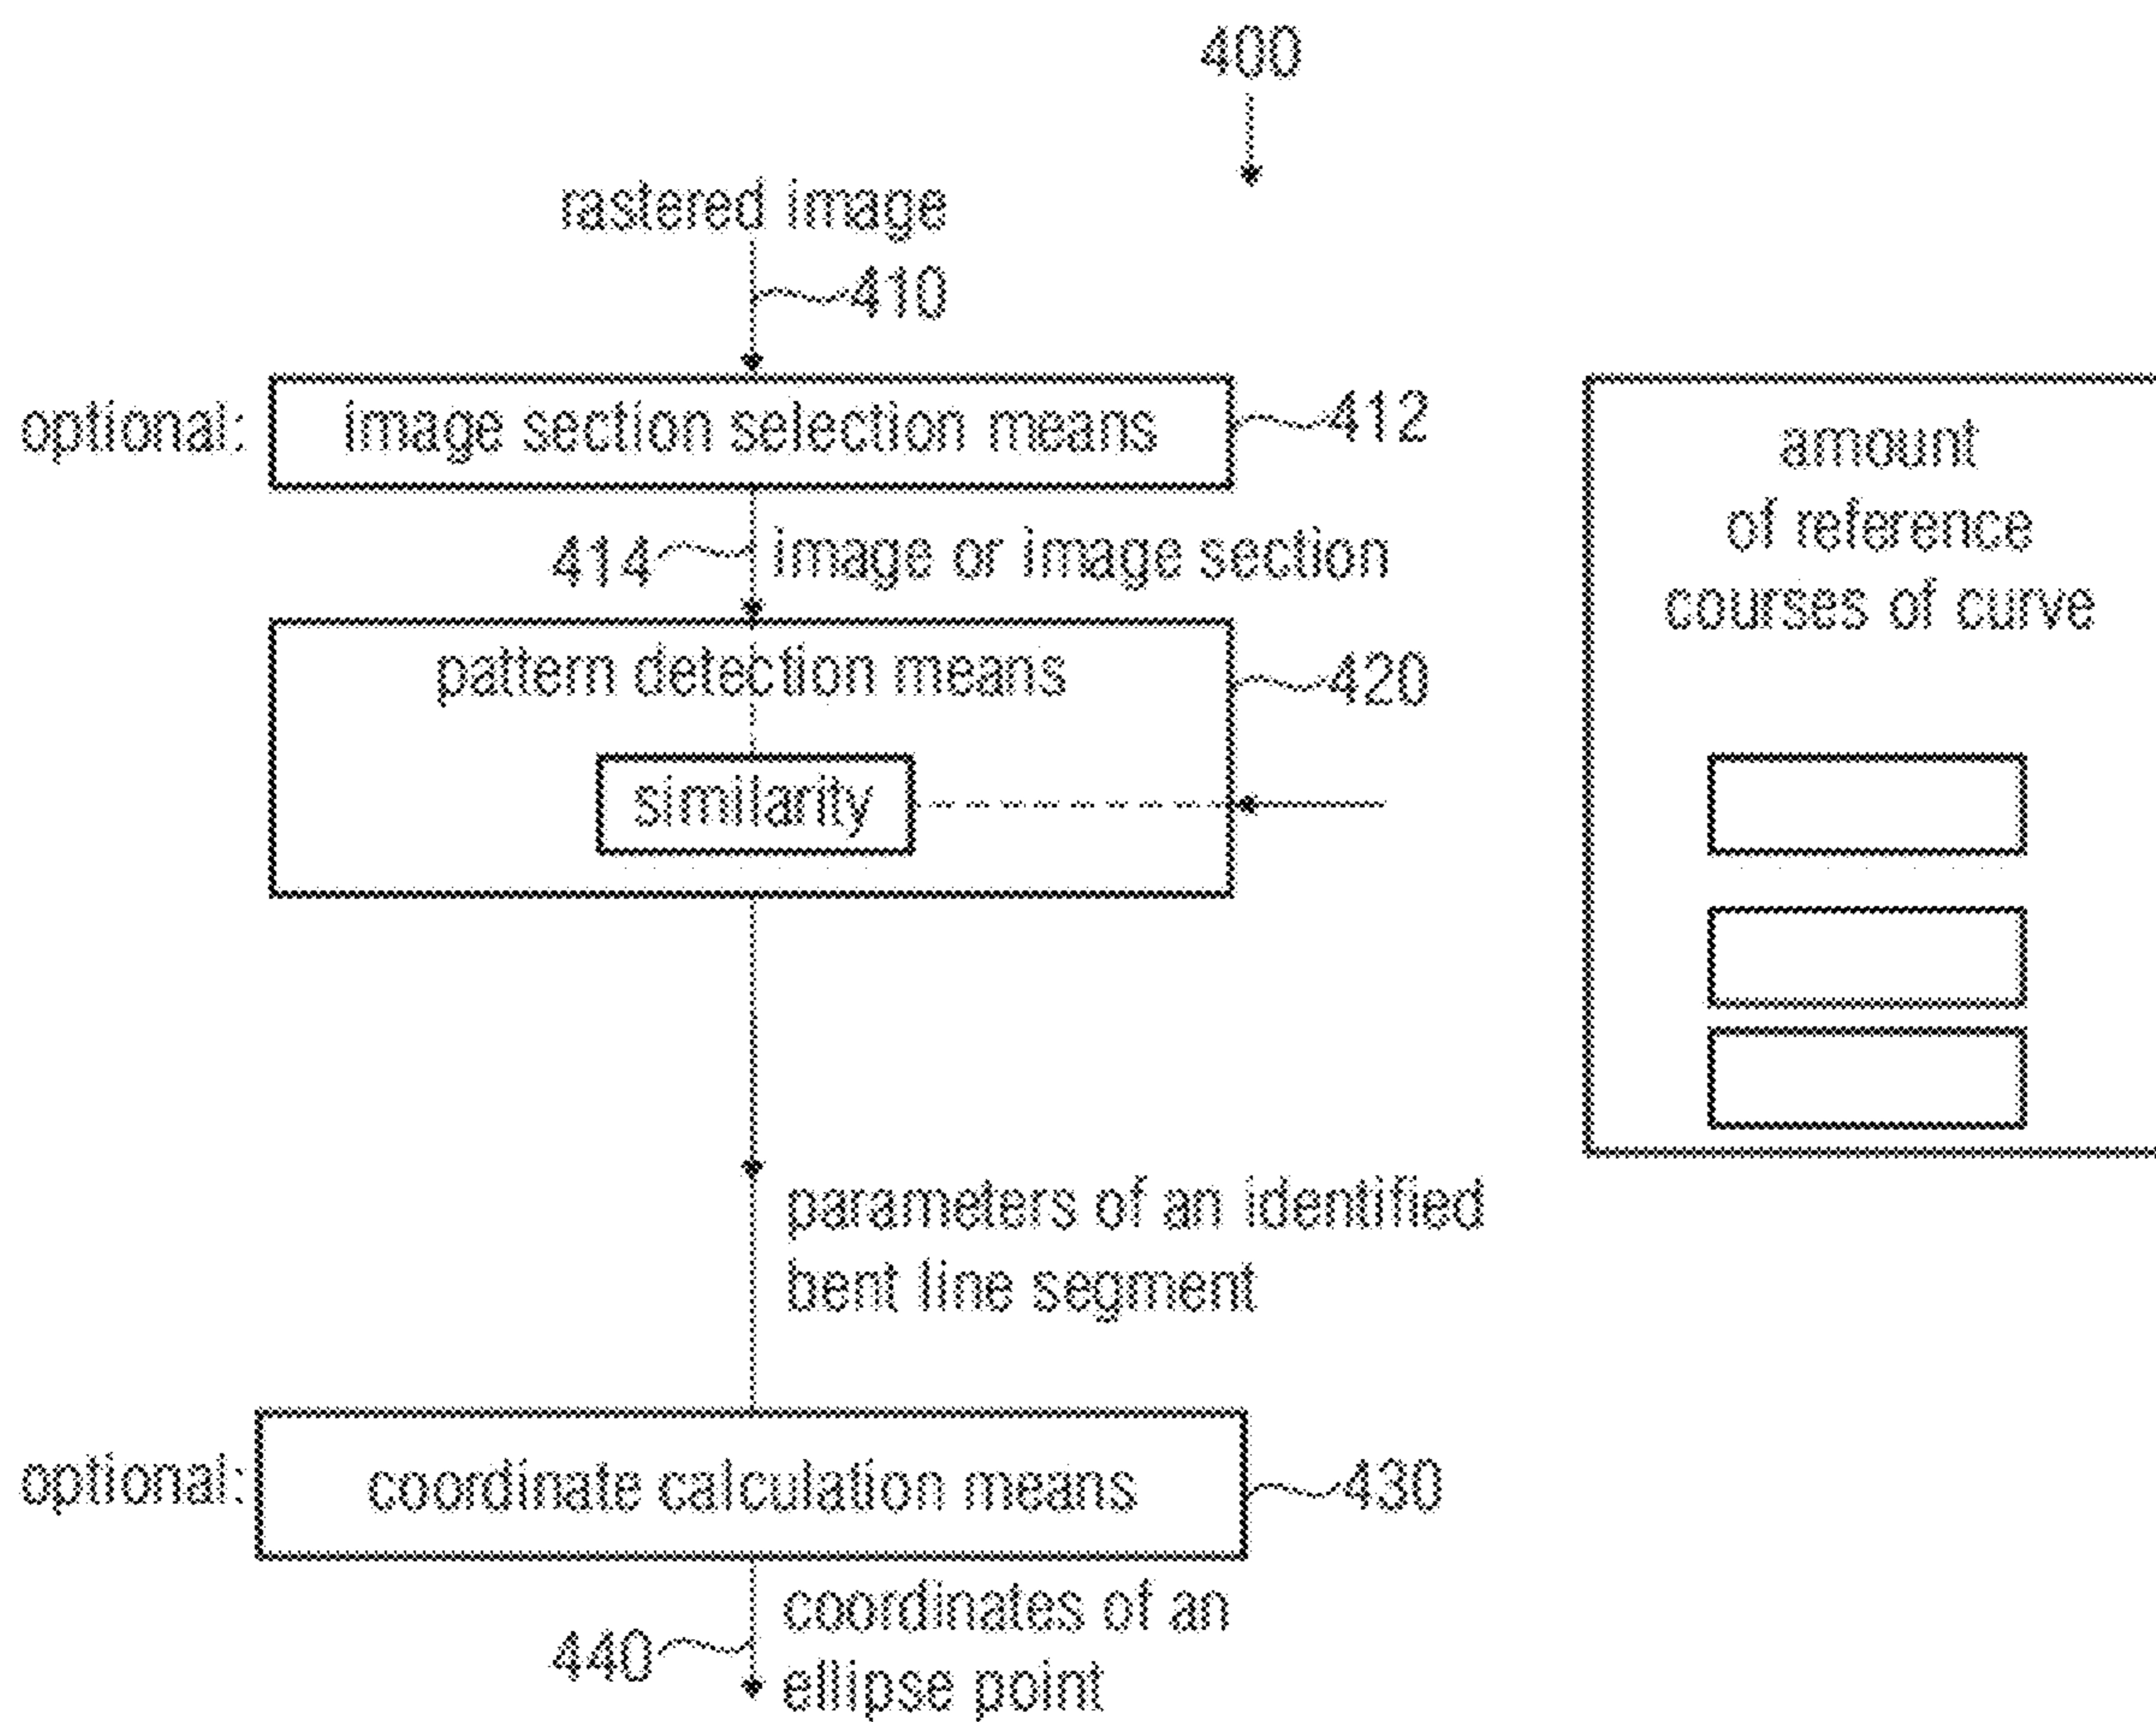 400
rastered image
410
optional:
image section selection means
412
414
image or image section
pattern detection means
420
similarity
amount
of reference
courses of curve
parameters of an identified
bent line segment
optional:
coordinate calculation means
430
440
coordinates of an
ellipse point